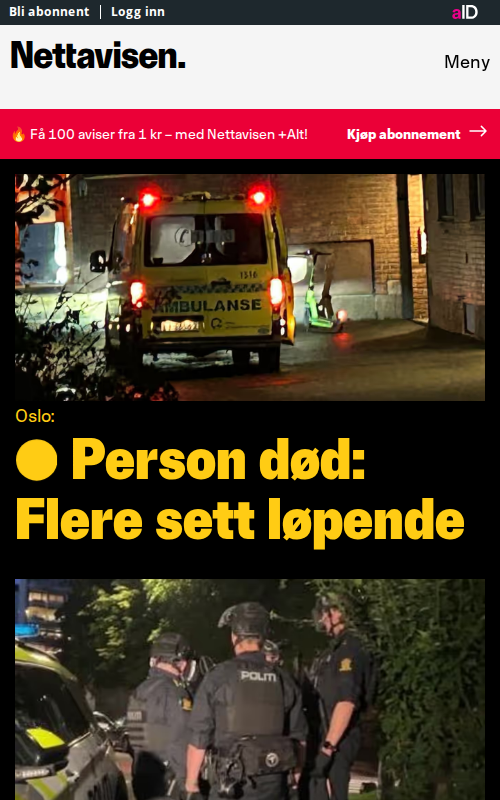 Bli abonnent | Logg inn
aID
Nettavisen.
Meny
🔥 Få 100 aviser fra 1 kr – med Nettavisen +Alt!
Kjøp abonnement →
1516
AMBULANSE
Oslo:
Person død:
Flere sett løpende
POLITI